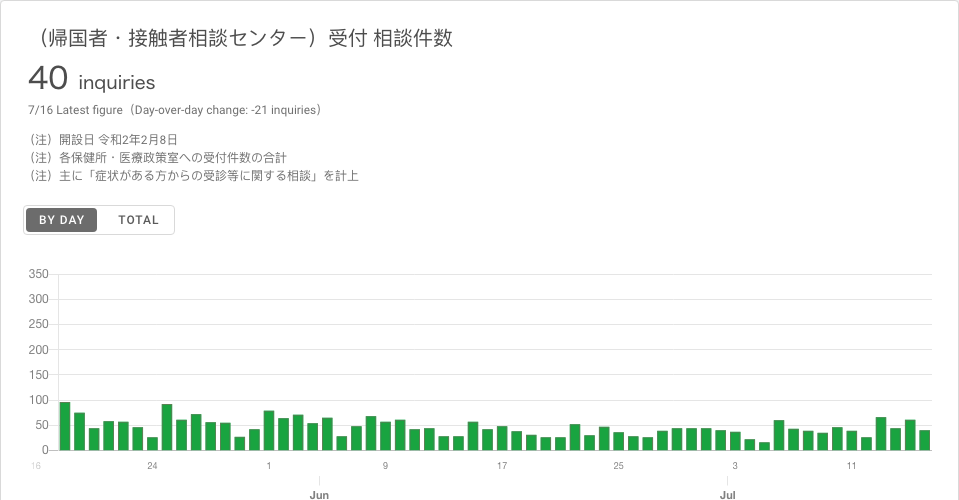 （帰国者・接触者相談センター）受付 相談件数
40 inquiries
7/16 Latest figure（Day-over-day change: -21 inquiries）
（注）開設日 令和2年2月8日
（注）各保健所・医療政策室への受付件数の合計
（注）主に「症状がある方からの受診等に関する相談」を計上
BY DAY TOTAL
350
300
250
200
150
100
50
0
16 24 1 9 17 25 3 11
Jun Jul